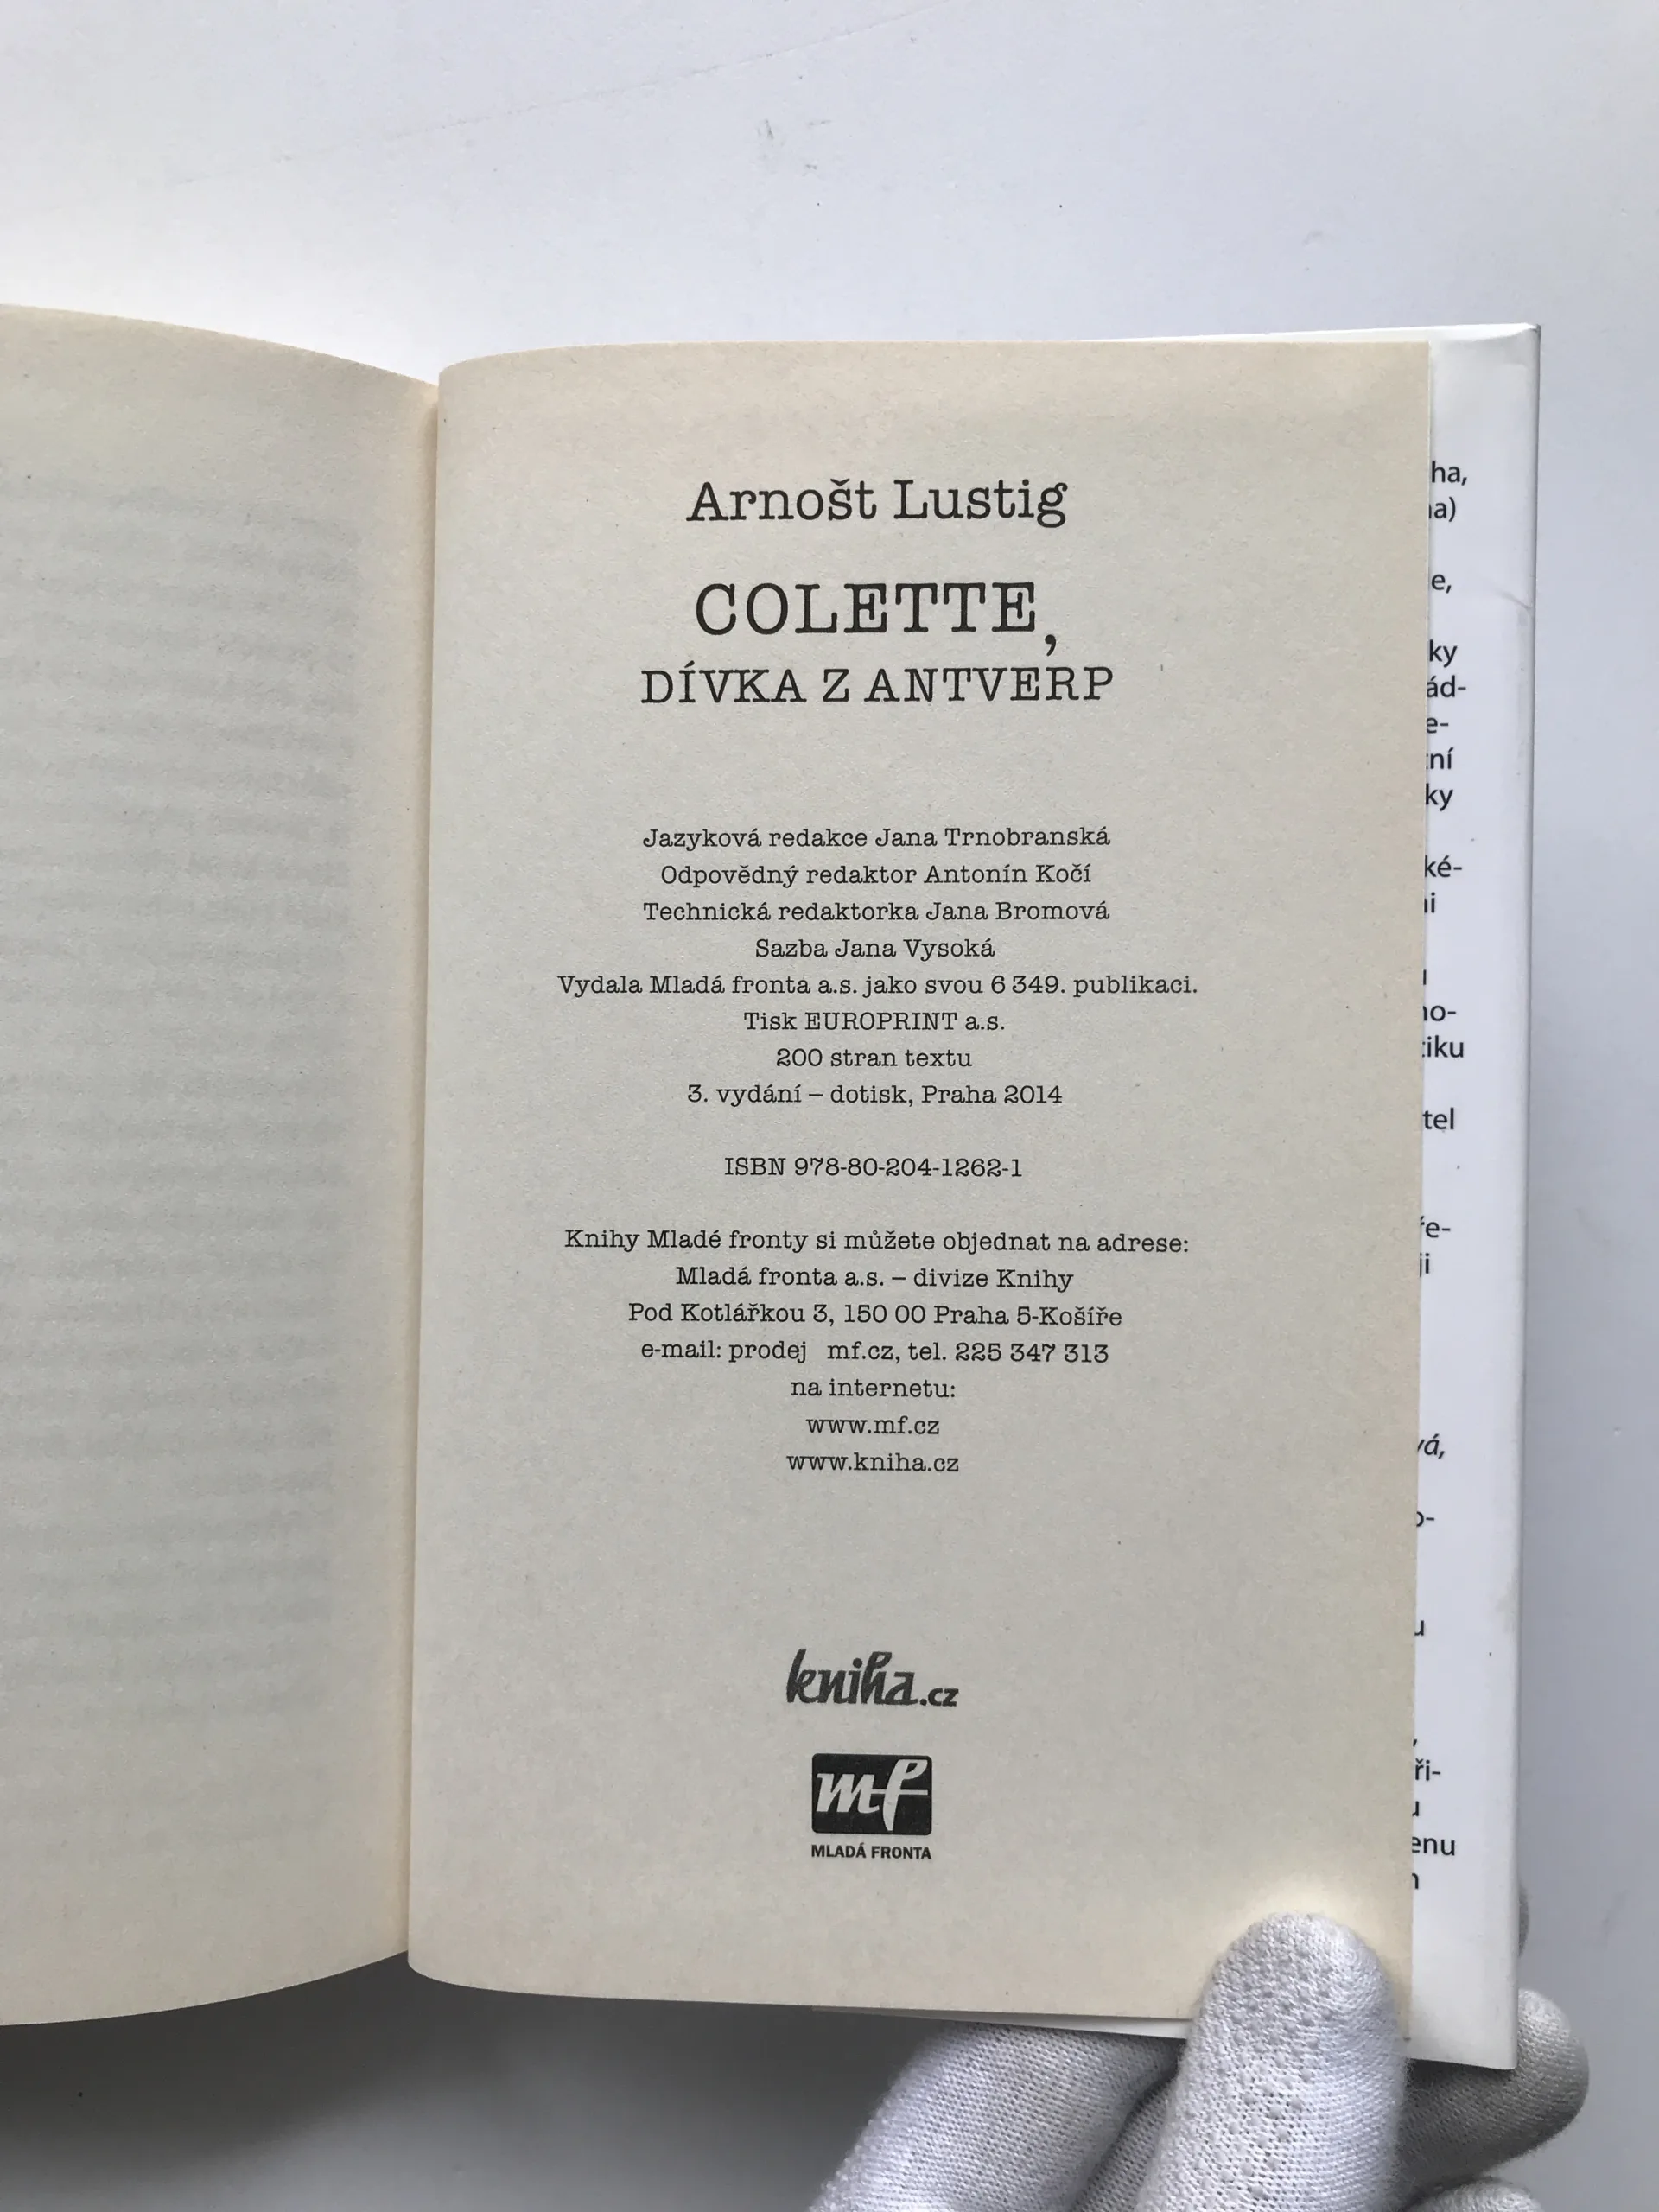 Arnošt Lustig
COLETTE,
DÍVKA Z ANTVERP
Jazyková redakce Jana Trnobranská
Odpovědný redaktor Antonín Kočí
Technická redaktorka Jana Bromová
Sazba Jana Vysoká
Vydala Mladá fronta a.s. jako svou 6 349. publikaci.
Tisk EUROPRINT a.s.
200 stran textu
3. vydání – dotisk, Praha 2014
ISBN 978-80-204-1262-1
Knihy Mladé fronty si můžete objednat na adrese:
Mladá fronta a.s. – divize Knihy
Pod Kotlářkou 3, 150 00 Praha 5-Košíře
e-mail: prodej mf.cz, tel. 225 347 313
na internetu:
www.mf.cz
www.kniha.cz
kniha.cz
mf
MLADÁ FRONTA